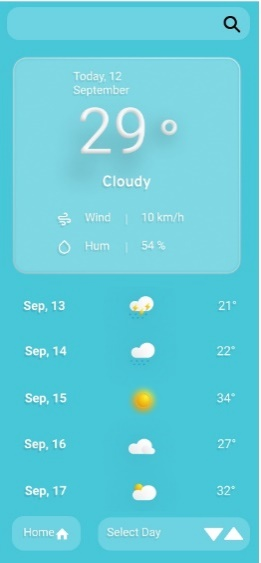 Today, 12
September
29°
Cloudy
Wind | 10 km/h
Hum | 54 %
Sep, 13 21°
Sep, 14 22°
Sep, 15 34°
Sep, 16 27°
Sep, 17 32°
Home Select Day